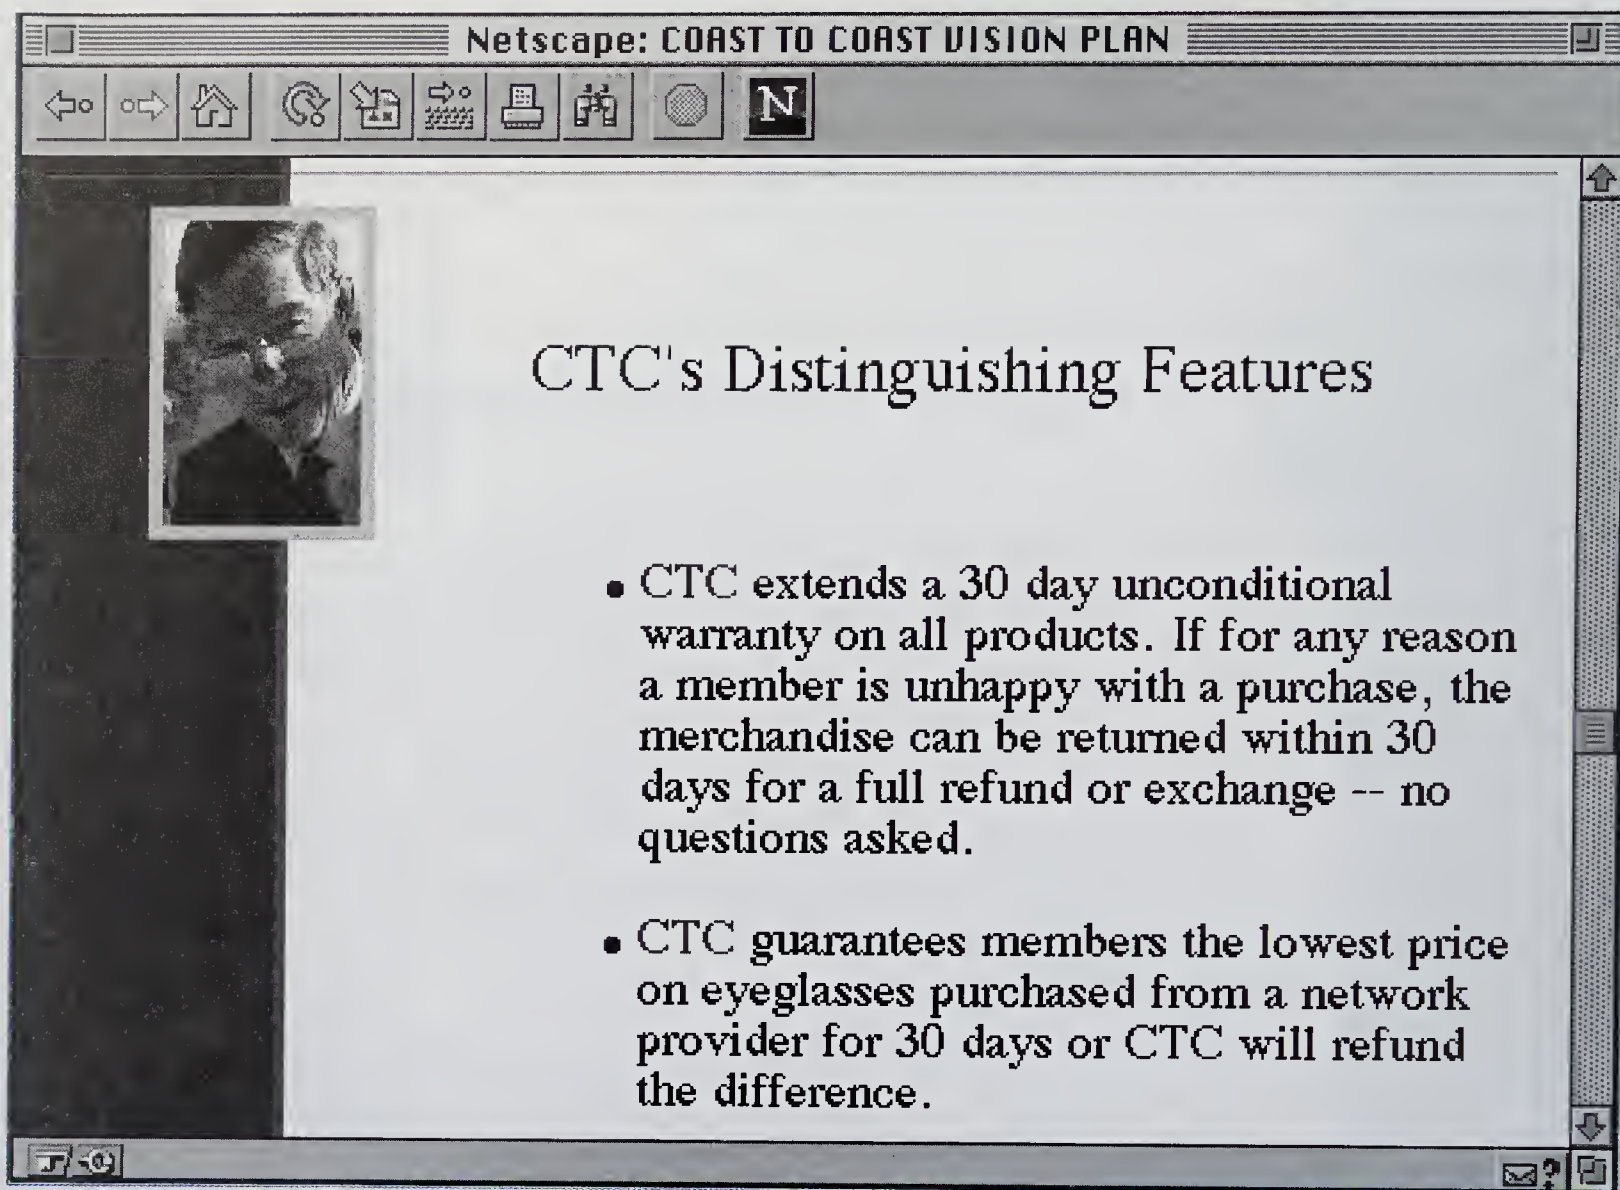 Netscape: COAST TO COAST VISION PLAN
N
CTC's Distinguishing Features
• CTC extends a 30 day unconditional
warranty on all products. If for any reason
a member is unhappy with a purchase, the
merchandise can be returned within 30
days for a full refund or exchange -- no
questions asked.
• CTC guarantees members the lowest price
on eyeglasses purchased from a network
provider for 30 days or CTC will refund
the difference.